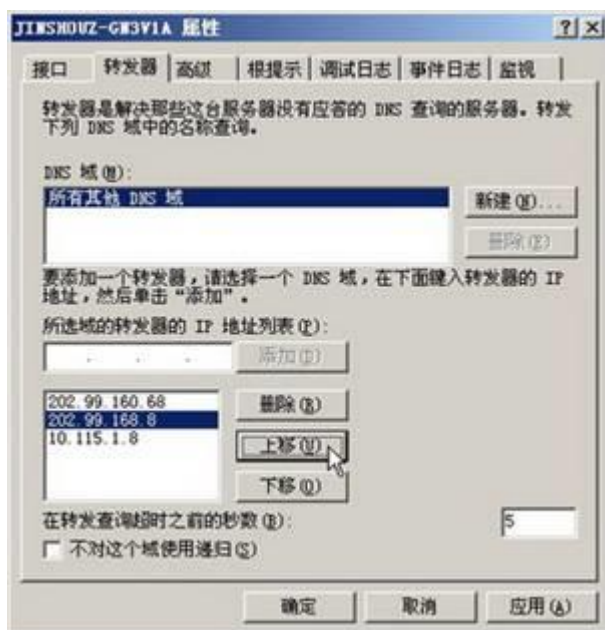 JINSHOUZ-GW3V1A 属性
接口 转发器 高级 根提示 调试日志 事件日志 监视
转发器是解决那些这台服务器没有应答的 DNS 查询的服务器。转发
下列 DNS 域中的名称查询。
DNS 域(M):
所有其他 DNS 域
新建(N)...
删除(E)
要添加一个转发器，请选择一个 DNS 域，在下面键入转发器的 IP
地址，然后单击“添加”。
所选域的转发器的 IP 地址列表(P):
添加(D)
202.99.160.68
202.99.168.8
10.115.1.8
删除(R)
上移(U)
下移(O)
在转发查询超时之前的秒数(B):
5
不对这个域使用递归(S)
确定 取消 应用(A)